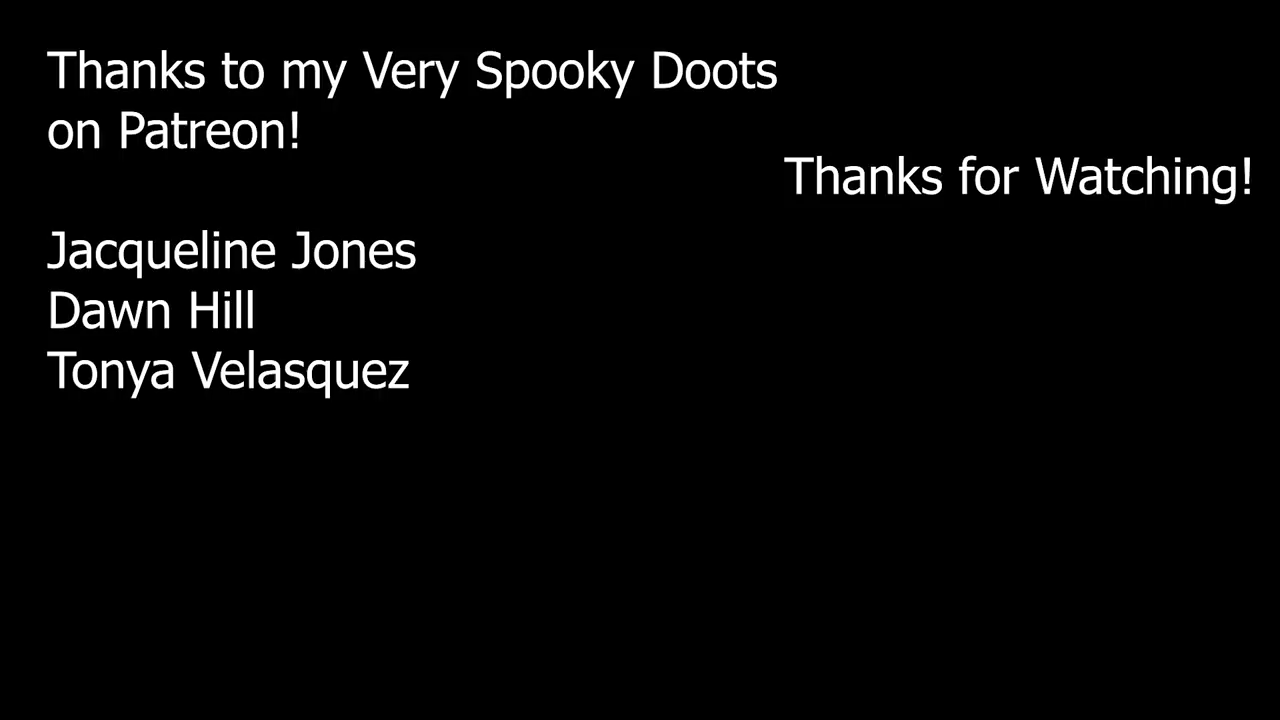 Thanks to my Very Spooky Doots
on Patreon!
Thanks for Watching!
Jacqueline Jones
Dawn Hill
Tonya Velasquez